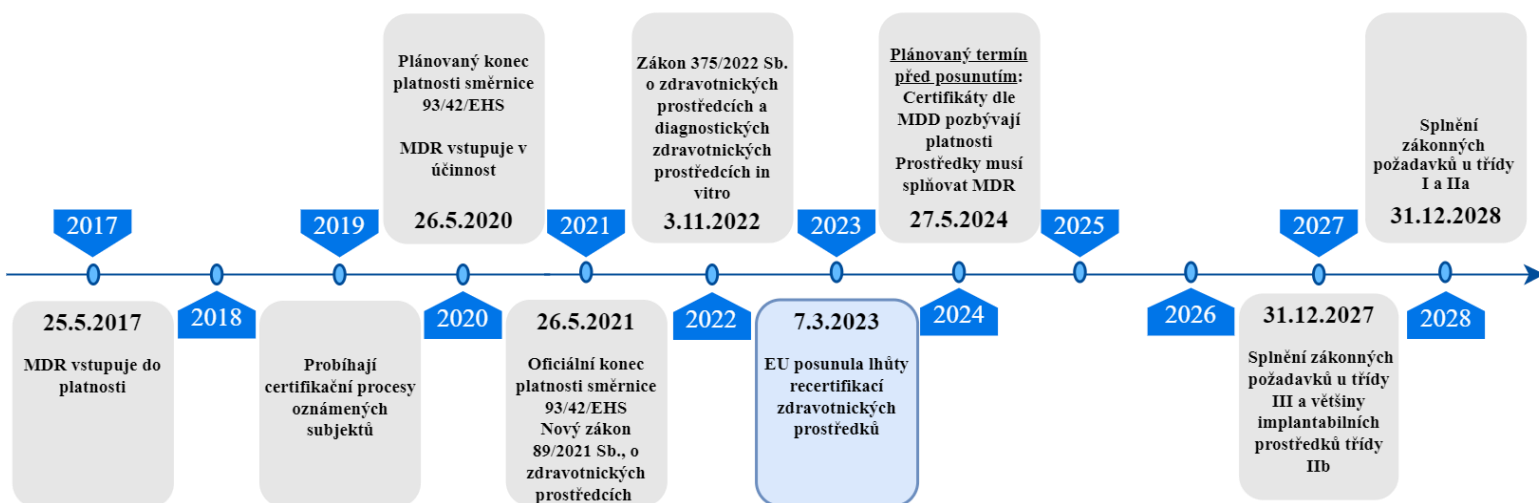 Plánovaný konec
platnosti směrnice
93/42/EHS
MDR vstupuje v
účinnost
26.5.2020
Zákon 375/2022 Sb.
o zdravotnických
prostředcích a
diagnostických
zdravotnických
prostředcích in
vitro
3.11.2022
Plánovaný termín
před posunutím:
Certifikáty dle
MDD pozbývají
platnosti
Prostředky musí
splňovat MDR
27.5.2024
Splnění
zákonných
požadavků u třídy
I a IIa
31.12.2028
2017
2019
2021
2023
2025
2027
2018
2020
2022
2024
2026
2028
25.5.2017
MDR vstupuje do
platnosti
Probíhají
certifikační procesy
oznámených
subjektů
26.5.2021
Oficiální konec
platnosti směrnice
93/42/EHS
Nový zákon
89/2021 Sb., o
zdravotnických
prostředcích
7.3.2023
EU posunula lhůty
recertifikací
zdravotnických
prostředků
31.12.2027
Splnění zákonných
požadavků u třídy
III a většiny
implantabilních
prostředků třídy
IIb